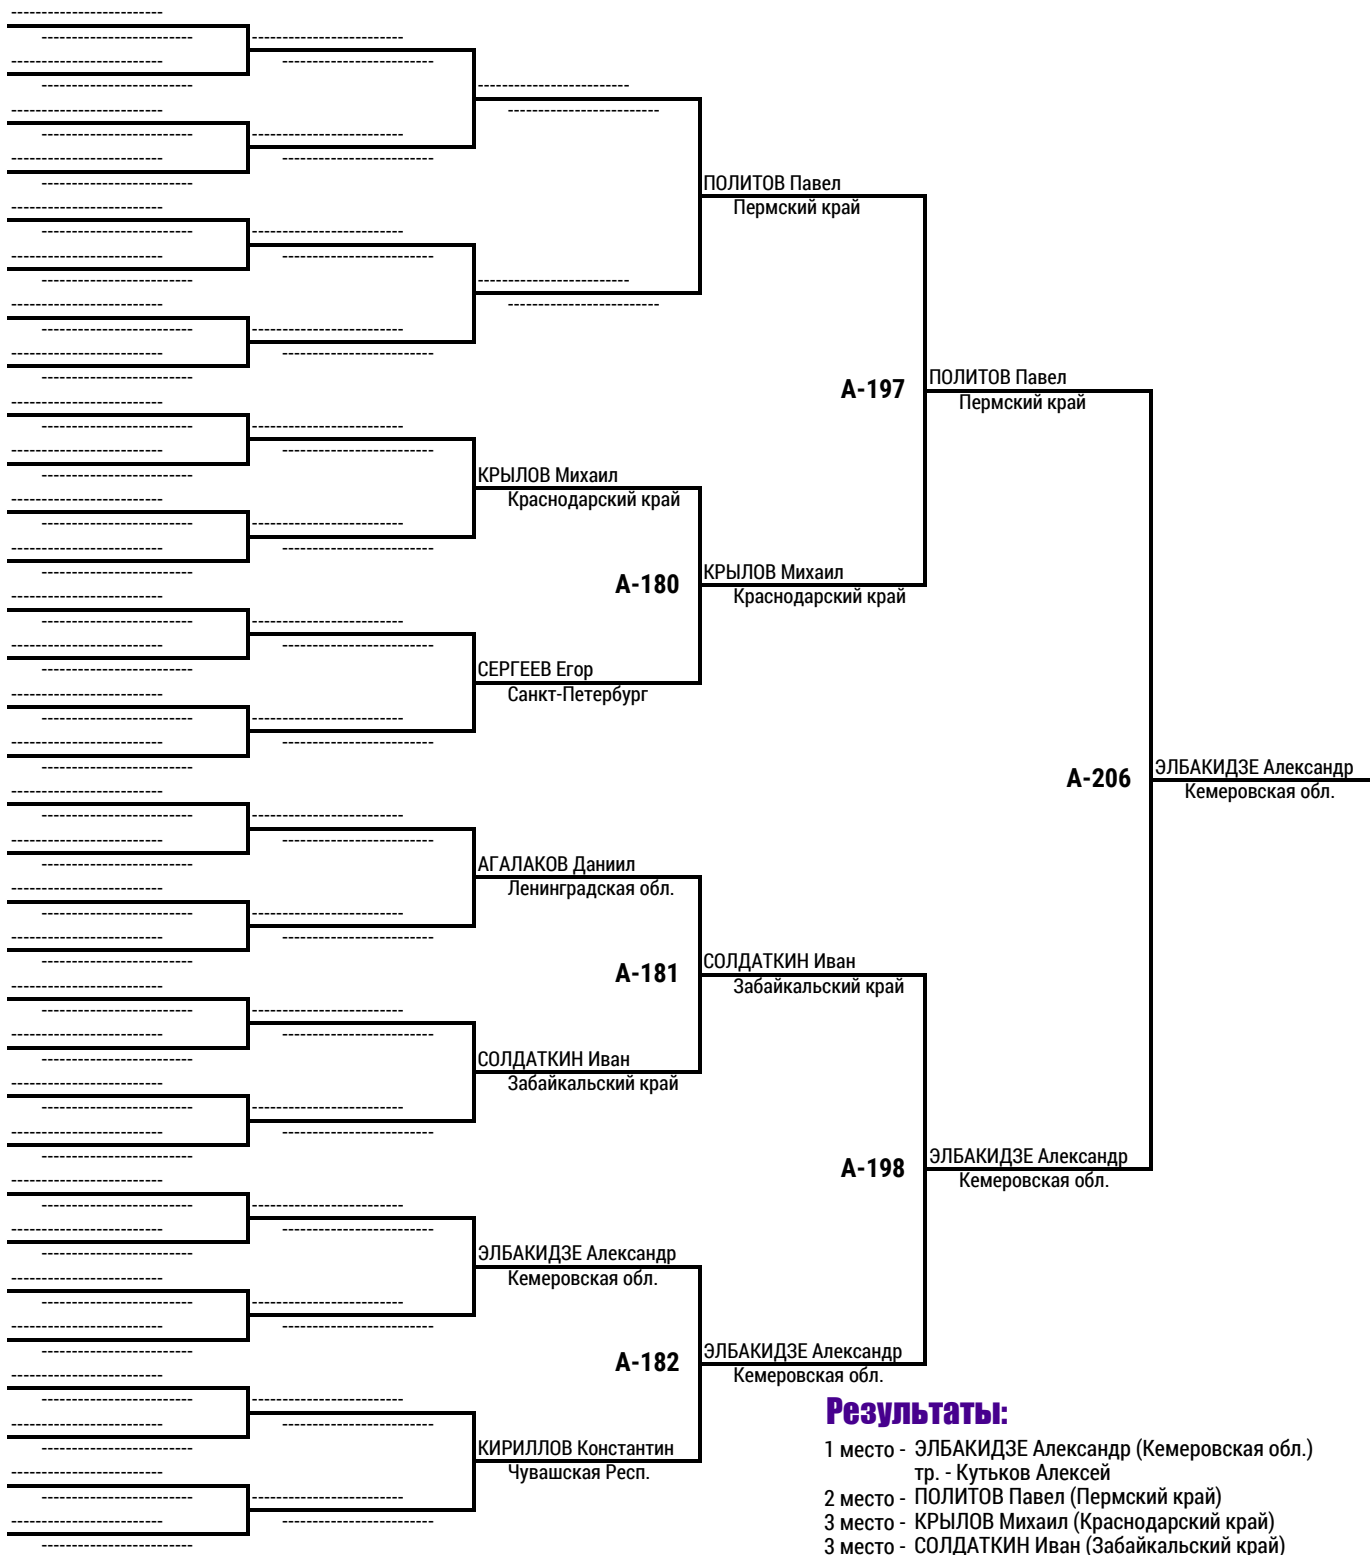 ПОЛИТОВ Павел
Пермский край
А-197
ПОЛИТОВ Павел
Пермский край
КРЫЛОВ Михаил
Краснодарский край
А-180
КРЫЛОВ Михаил
Краснодарский край
СЕРГЕЕВ Егор
Санкт-Петербург
А-206
ЭЛБАКИДЗЕ Александр
Кемеровская обл.
АГАЛАКОВ Даниил
Ленинградская обл.
А-181
СОЛДАТКИН Иван
Забайкальский край
СОЛДАТКИН Иван
Забайкальский край
А-198
ЭЛБАКИДЗЕ Александр
Кемеровская обл.
ЭЛБАКИДЗЕ Александр
Кемеровская обл.
А-182
ЭЛБАКИДЗЕ Александр
Кемеровская обл.
КИРИЛЛОВ Константин
Чувашская Респ.
Результаты:
1 место - ЭЛБАКИДЗЕ Александр (Кемеровская обл.)
тр. - Кутьков Алексей
2 место - ПОЛИТОВ Павел (Пермский край)
3 место - КРЫЛОВ Михаил (Краснодарский край)
3 место - СОЛДАТКИН Иван (Забайкальский край)